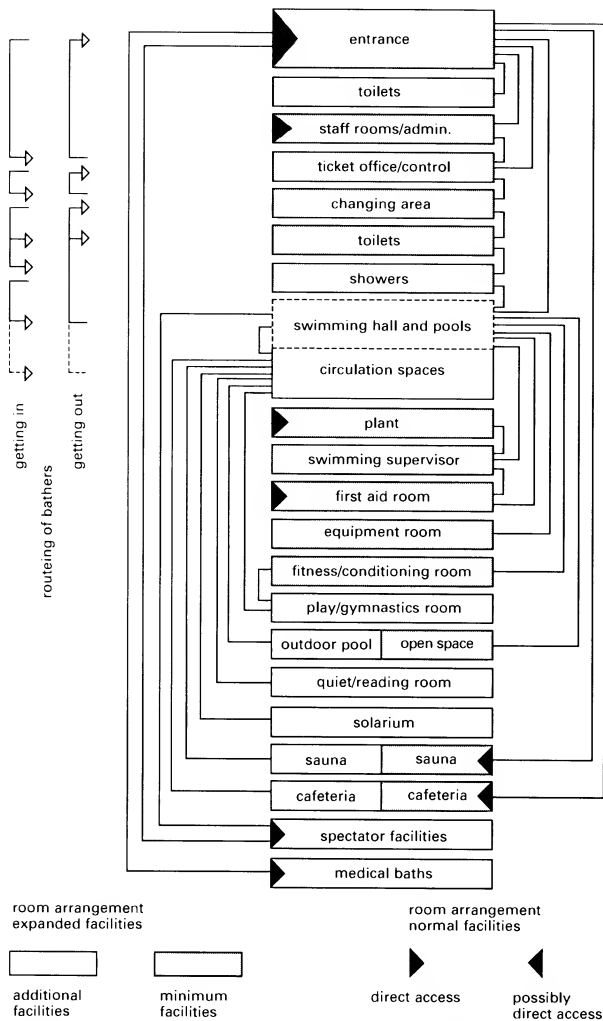 entrance
toilets
staff rooms/admin.
ticket office/control
changing area
toilets
showers
swimming hall and pools
circulation spaces
plant
swimming supervisor
first aid room
equipment room
fitness/conditioning room
play/gymnastics room
outdoor pool
open space
quiet/reading room
solarium
sauna
sauna
cafeteria
cafeteria
spectator facilities
medical baths
getting in
getting out
routeing of bathers
room arrangement
expanded facilities
room arrangement
normal facilities
additional
facilities
minimum
facilities
direct access
possibly
direct access